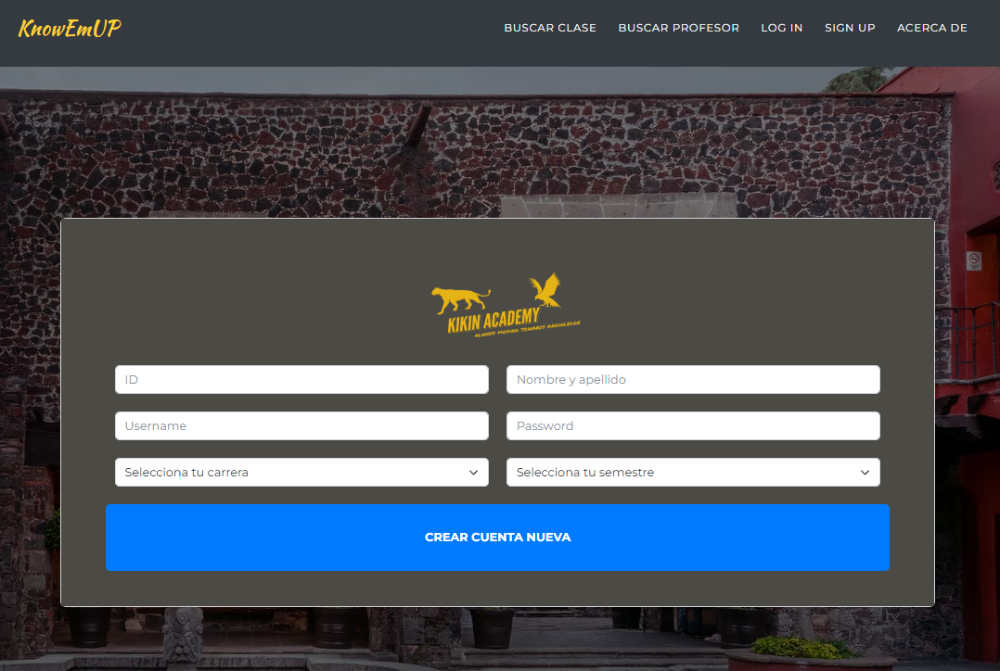 KnowEmUP
BUSCAR CLASE BUSCAR PROFESOR LOG IN SIGN UP ACERCA DE
KIKIN ACADEMY
ALWAYS MOVING TOWARDS KNOWLEDGE
ID Nombre y apellido
Username Password
Selecciona tu carrera Selecciona tu semestre
CREAR CUENTA NUEVA